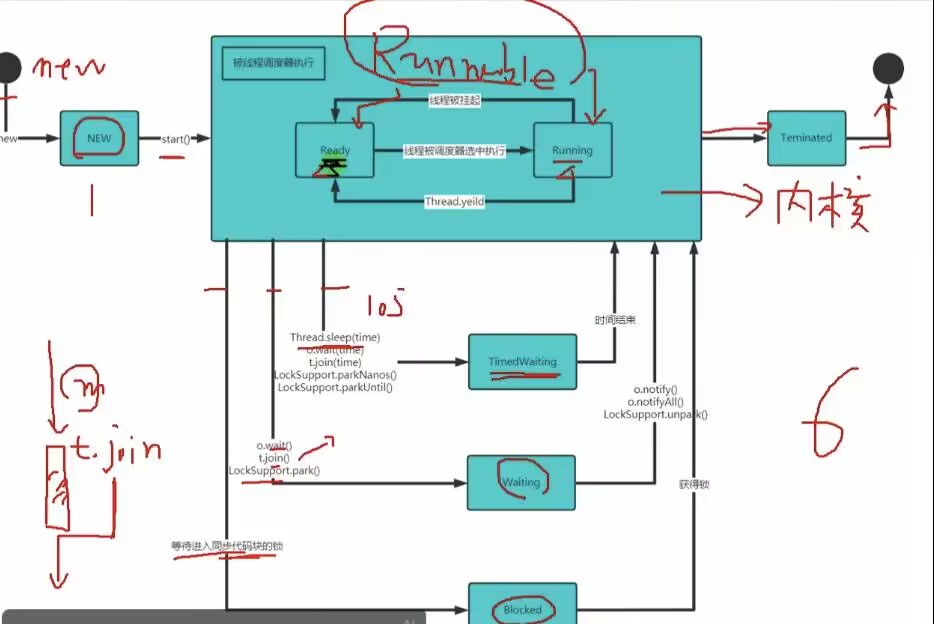 new
被线程调度器执行
Runnable
new
NEW
start()
线程被挂起
Ready
线程被调度器选中执行
Running
Thread.yeild
Teminated
1
内核
10s
Thread.sleep(time)
o.wait(time)
t.join(time)
LockSupport.parkNanos()
LockSupport.parkUntil()
TimedWaiting
时间结束
o.notify()
o.notifyAll()
LockSupport.unpark()
6
m
t.join
o.wait()
t.join()
LockSupport.park()
Waiting
获得锁
等待进入同步代码块的锁
Blocked